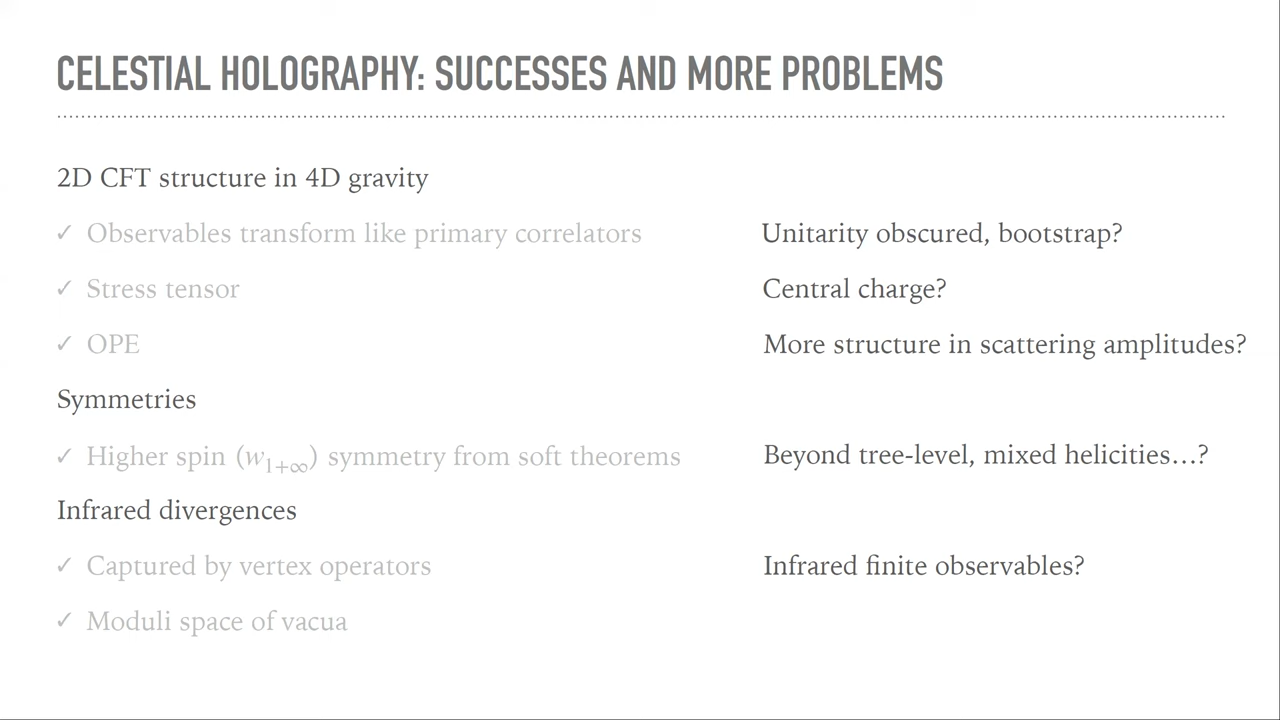 CELESTIAL HOLOGRAPHY: SUCCESSES AND MORE PROBLEMS
2D CFT structure in 4D gravity
✓ Observables transform like primary correlators
Unitarity obscured, bootstrap?
✓ Stress tensor
Central charge?
✓ OPE
More structure in scattering amplitudes?
Symmetries
✓ Higher spin (w₁₊∞) symmetry from soft theorems
Beyond tree-level, mixed helicities…?
Infrared divergences
✓ Captured by vertex operators
Infrared finite observables?
✓ Moduli space of vacua